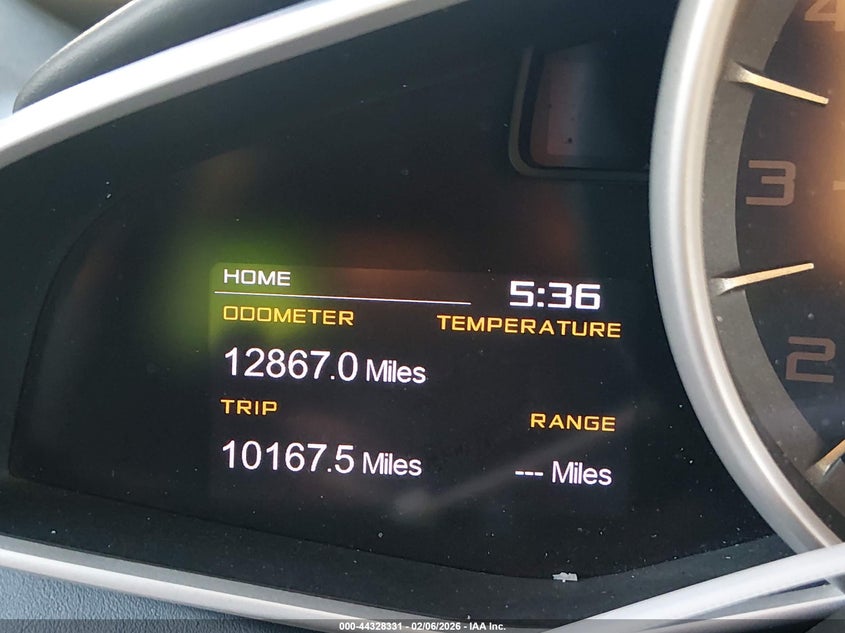 HOME
5:36
ODOMETER
TEMPERATURE
12867.0 Miles
TRIP
RANGE
10167.5 Miles
--- Miles
4
3
2
000-44328331 - 02/06/2026 - IAA Inc.